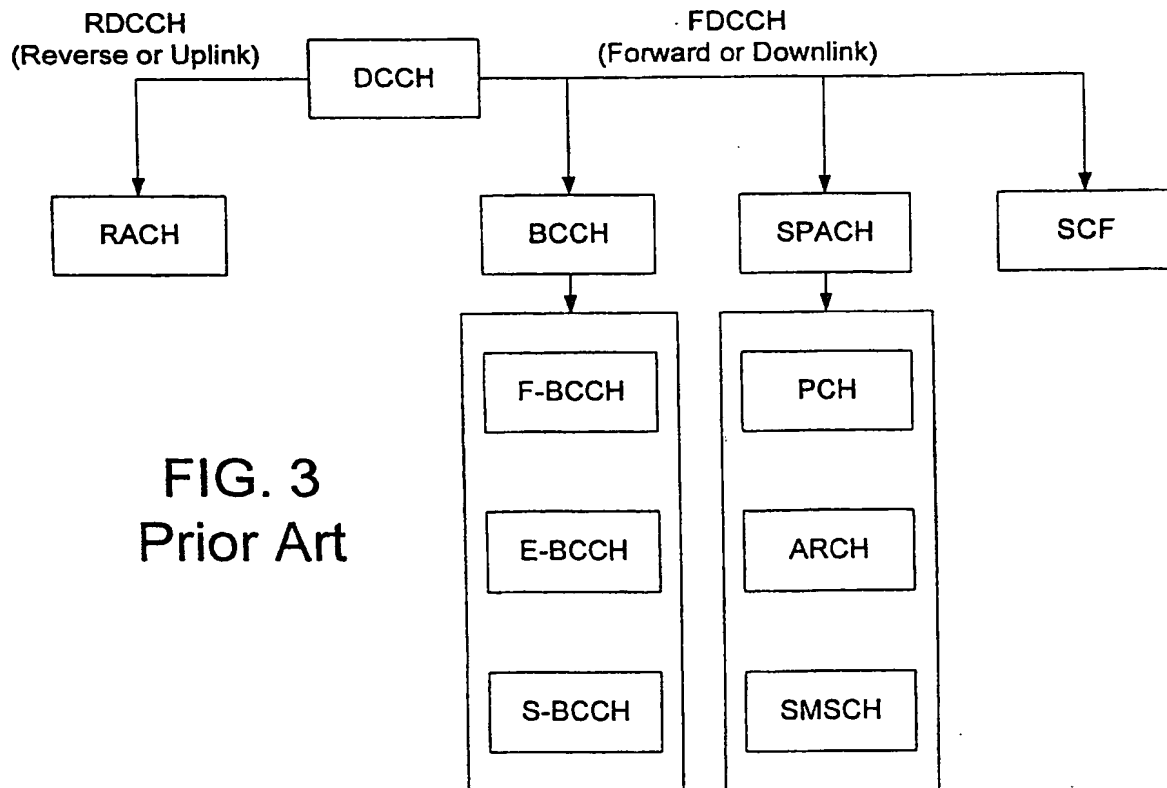 RDCCH
(Reverse or Uplink)
DCCH
FDCCH
(Forward or Downlink)
RACH
BCCH
SPACH
SCF
F-BCCH
PCH
E-BCCH
ARCH
S-BCCH
SMSCH
FIG. 3
Prior Art